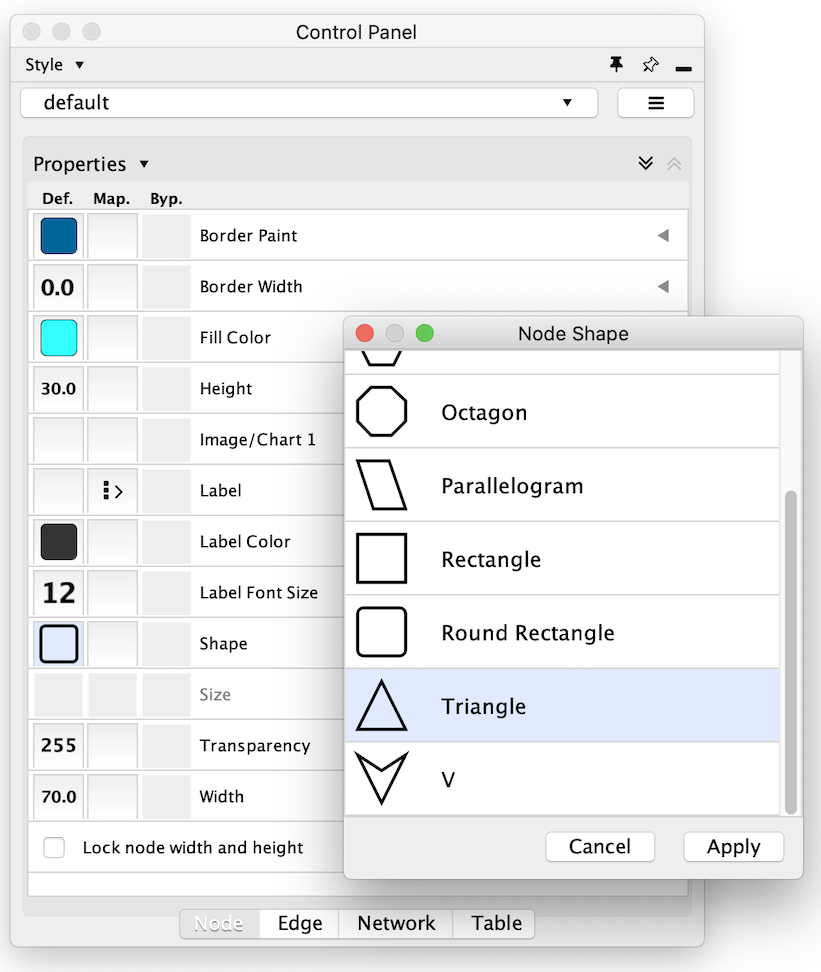 Control Panel
Style
default
Properties
Def. Map. Byp.
Border Paint
0.0 Border Width
Fill Color
30.0 Height
Image/Chart 1
Label
Label Color
12 Label Font Size
Shape
Size
255 Transparency
70.0 Width
Lock node width and height
Node Edge Network Table
Node Shape
Octagon
Parallelogram
Rectangle
Round Rectangle
Triangle
V
Cancel Apply